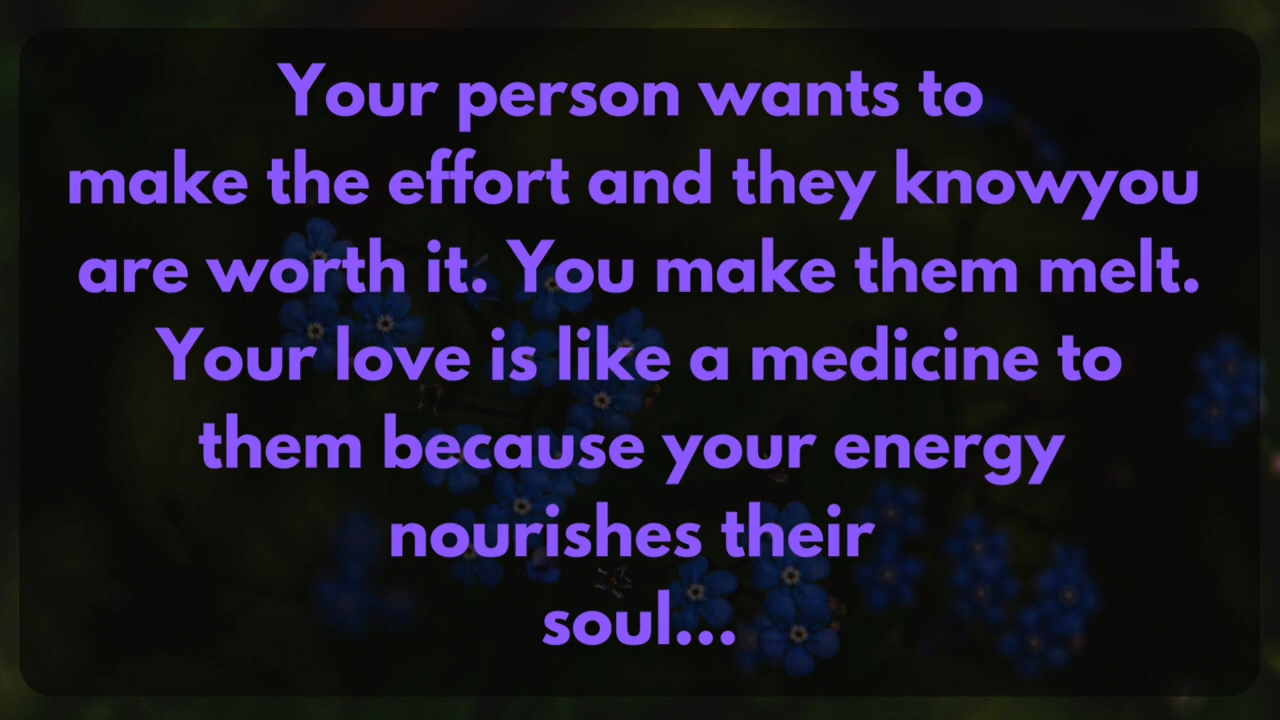 Your person wants to
make the effort and they knowyou
are worth it. You make them melt.
Your love is like a medicine to
them because your energy
nourishes their
soul...